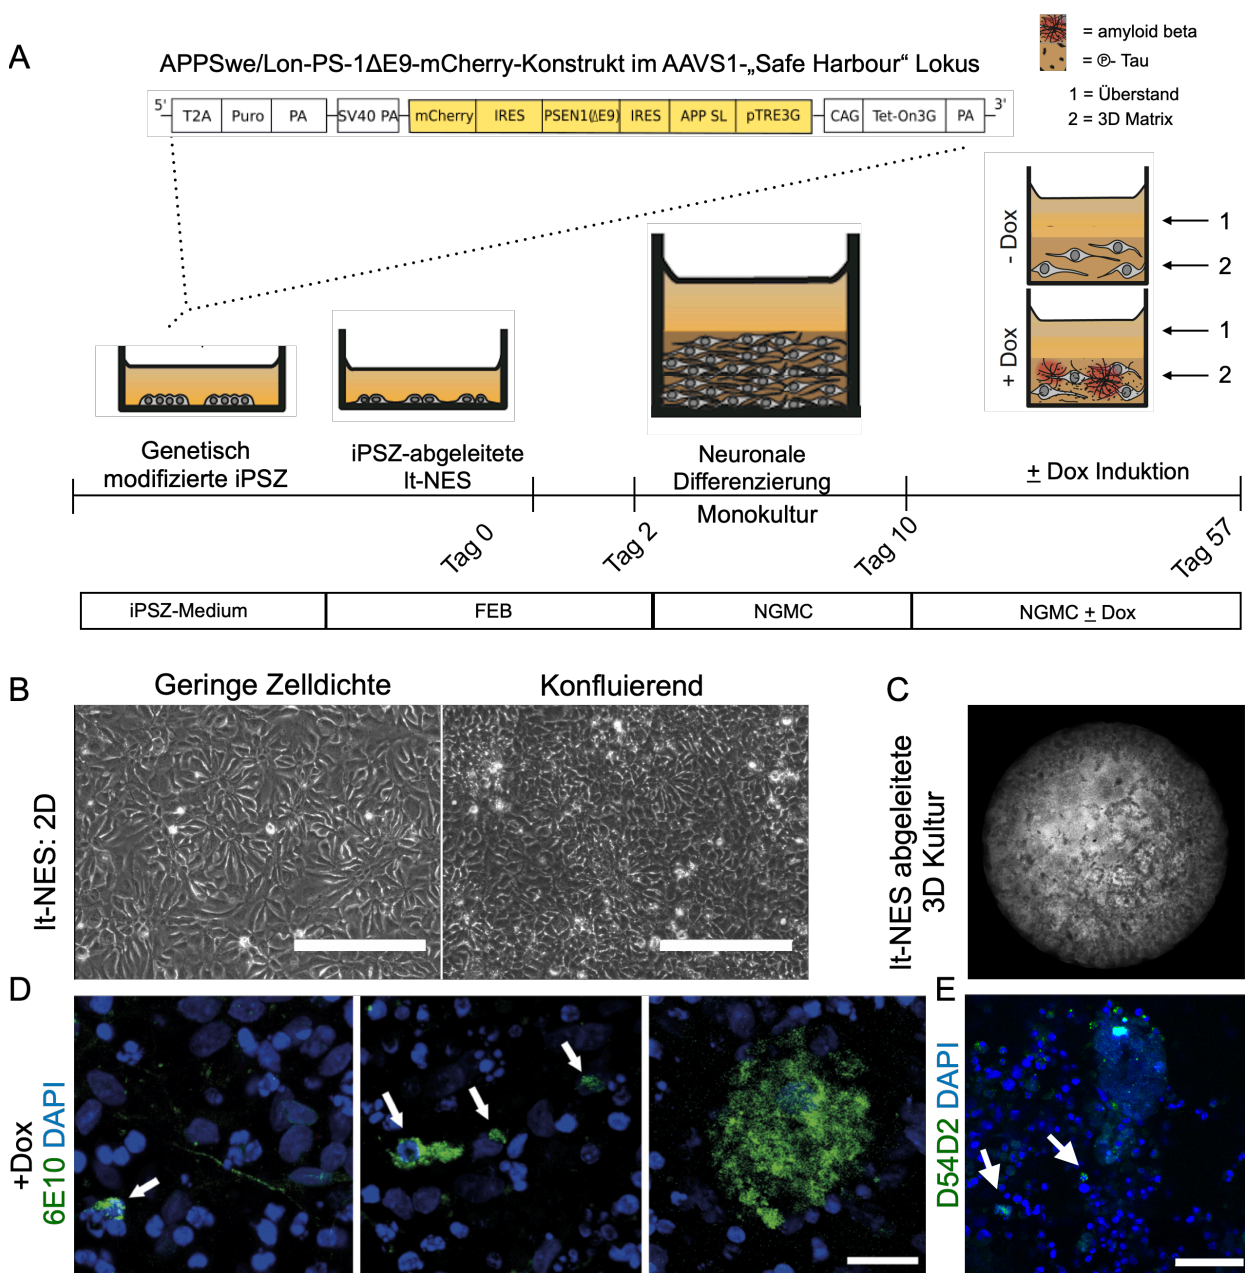 A
APPSwe/Lon-PS-1ΔE9-mCherry-Konstrukt im AAVS1-„Safe Harbour“ Lokus
= amyloid beta
= ℗- Tau
1 = Überstand
2 = 3D Matrix
5' T2A Puro PA SV40 PA mCherry IRES PSEN1(ΔE9) IRES APP SL pTRE3G CAG Tet-On3G PA 3'
- Dox
1
2
+ Dox
1
2
Genetisch
modifizierte iPSZ
iPSZ-abgeleitete
lt-NES
Neuronale
Differenzierung
Monokultur
± Dox Induktion
Tag 0
Tag 2
Tag 10
Tag 57
iPSZ-Medium
FEB
NGMC
NGMC ± Dox
B
Geringe Zelldichte
Konfluierend
lt-NES: 2D
C
lt-NES abgeleitete
3D Kultur
D
+Dox
6E10 DAPI
E
D54D2 DAPI